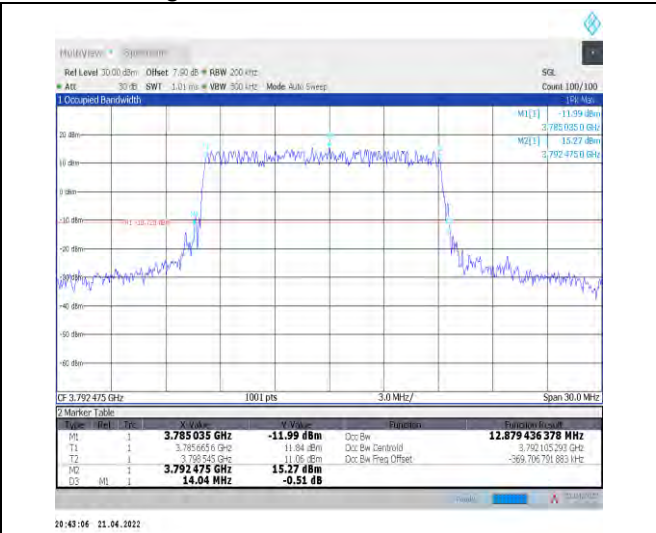 MultiView Spectrum
Ref Level 30.00 dBm Offset 7.90 dB RBW 200 kHz SGL
Att 30 dB SWT 1.01 ms VBW 500 kHz Mode Auto Sweep Count 100/100
1 Occupied Bandwidth 1Pk Max
M1[1] -11.99 dBm
3.785 035 0 GHz
M2[1] 15.27 dBm
3.792 475 0 GHz
20 dBm
10 dBm
0 dBm
-10 dBm
-20 dBm
-30 dBm
-40 dBm
-50 dBm
-60 dBm
CF 3.792 475 GHz 1001 pts 3.0 MHz/ Span 30.0 MHz
2 Marker Table
Type Ref Trc X-Value Y-Value Function Function Result
M1 1 3.785 035 GHz -11.99 dBm Occ Bw 12.879 436 378 MHz
T1 1 3.785 665 6 GHz 11.84 dBm Occ Bw Centroid 3.792 105 293 GHz
T2 1 3.798 545 GHz 11.06 dBm Occ Bw Freq Offset -369.706 791 883 kHz
M2 1 3.792 475 GHz 15.27 dBm
D3 M1 1 14.04 MHz -0.51 dB
20:43:06 21.04.2022